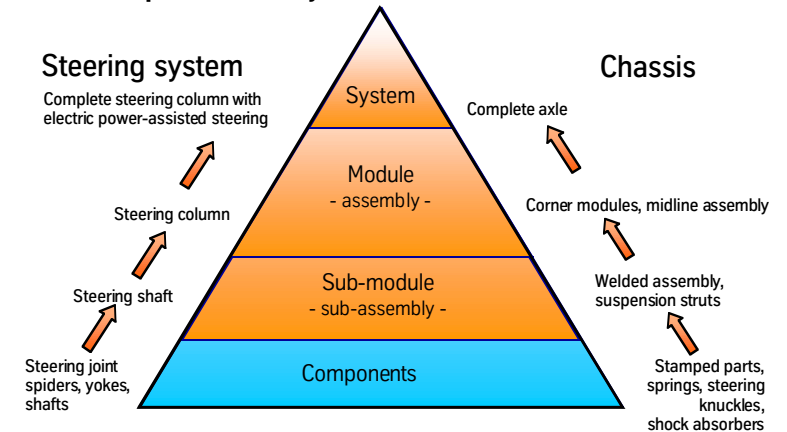 Steering system
Complete steering column with
electric power-assisted steering
Steering column
Steering shaft
Steering joint
spiders, yokes,
shafts
System
Module
- assembly -
Sub-module
- sub-assembly -
Components
Chassis
Complete axle
Corner modules, midline assembly
Welded assembly,
suspension struts
Stamped parts,
springs, steering
knuckles,
shock absorbers